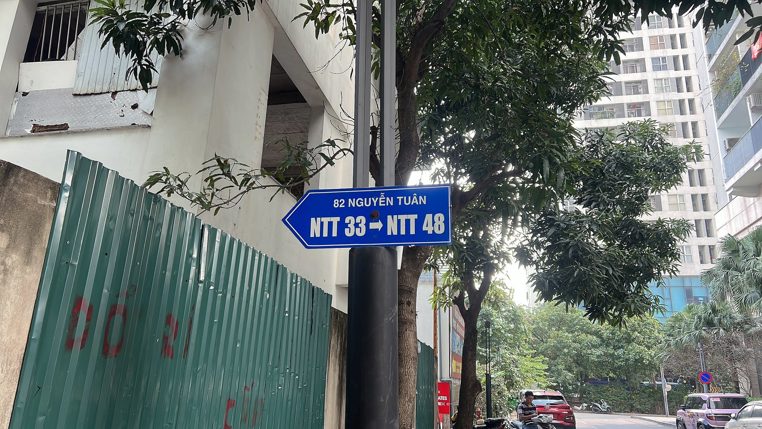 82 NGUYỄN TUÂN
NTT 33 → NTT 48